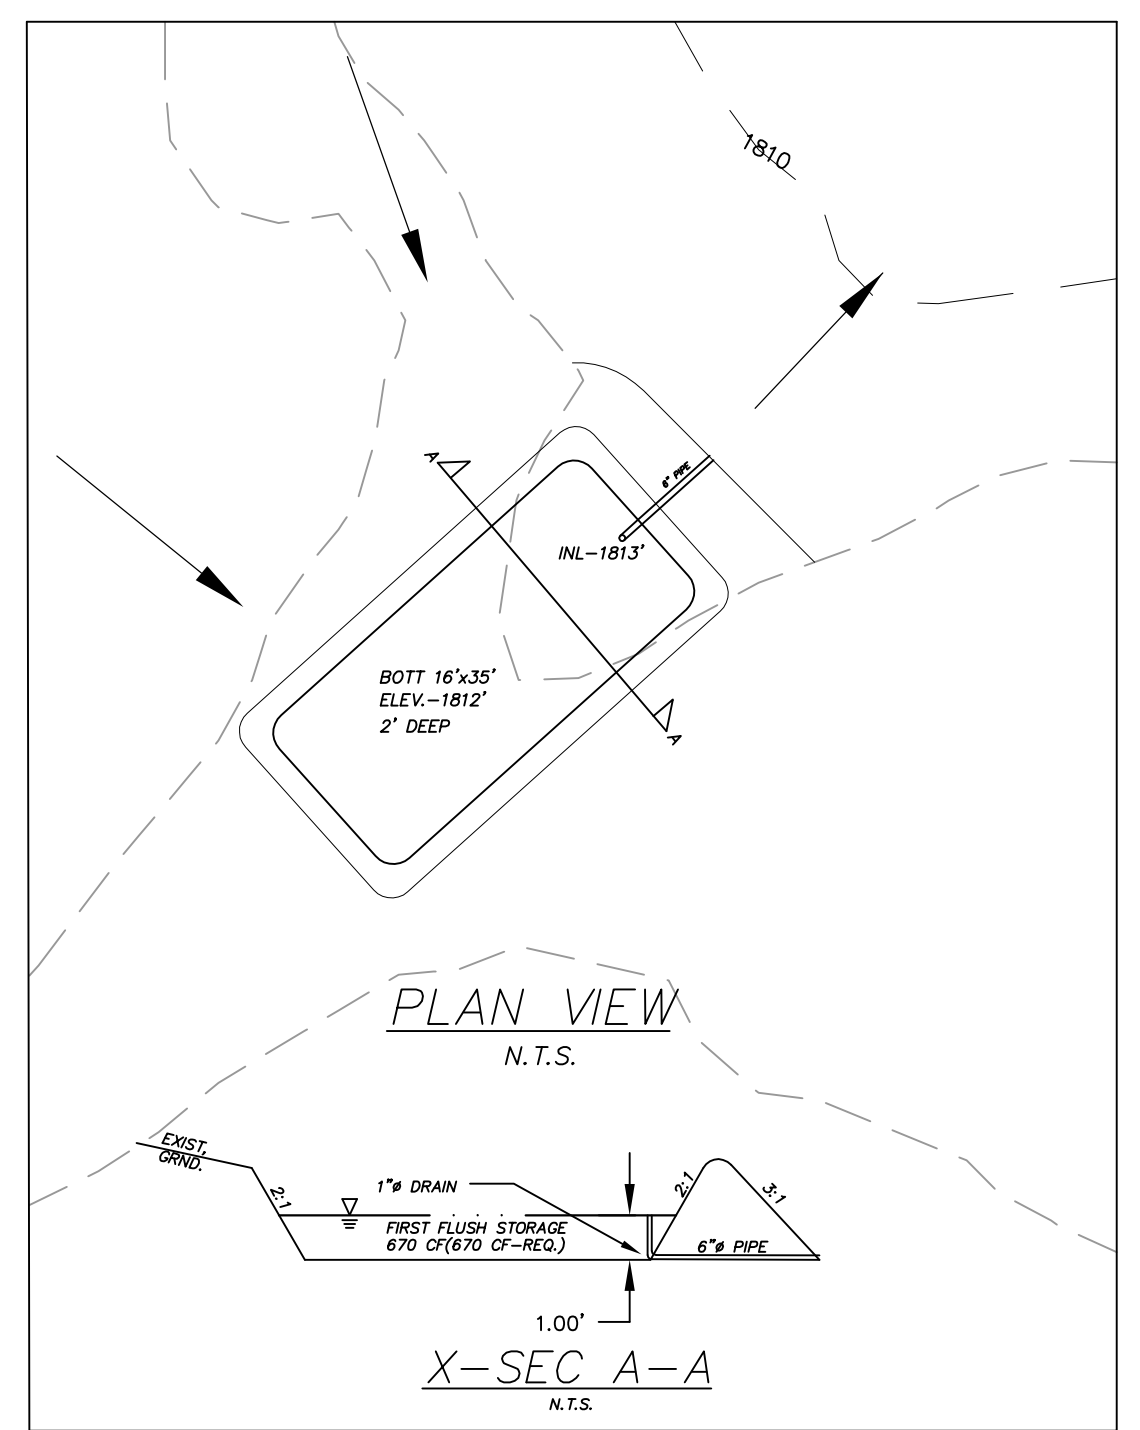 1810
A
6" PIPE
INL-1813'
BOTT 16'x35'
ELEV.-1812'
2' DEEP
A
PLAN VIEW
N.T.S.
EXIST,
GRND.
2:1
1"ø DRAIN
2:1
3:1
FIRST FLUSH STORAGE
670 CF(670 CF-REQ.)
6"ø PIPE
1.00'
X-SEC A-A
N.T.S.